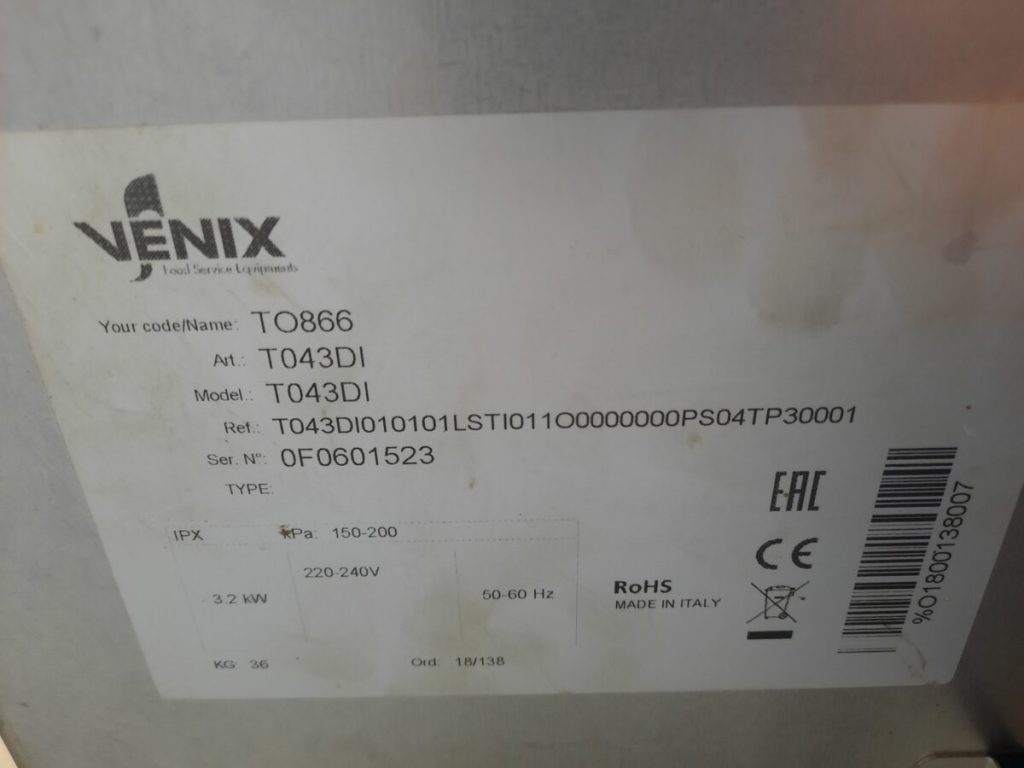 VENIX
Food Service Equipments
Your code/Name: TO866
Art.: T043DI
Model.: T043DI
Ref.: T043DI010101LSTI011O0000000PS04TP30001
Ser. N°: 0F0601523
TYPE:
IPX kPa: 150-200
220-240V
3.2 kW
50-60 Hz
KG: 36
Ord: 18/138
EAC
CE
RoHS
MADE IN ITALY
%O1800138007